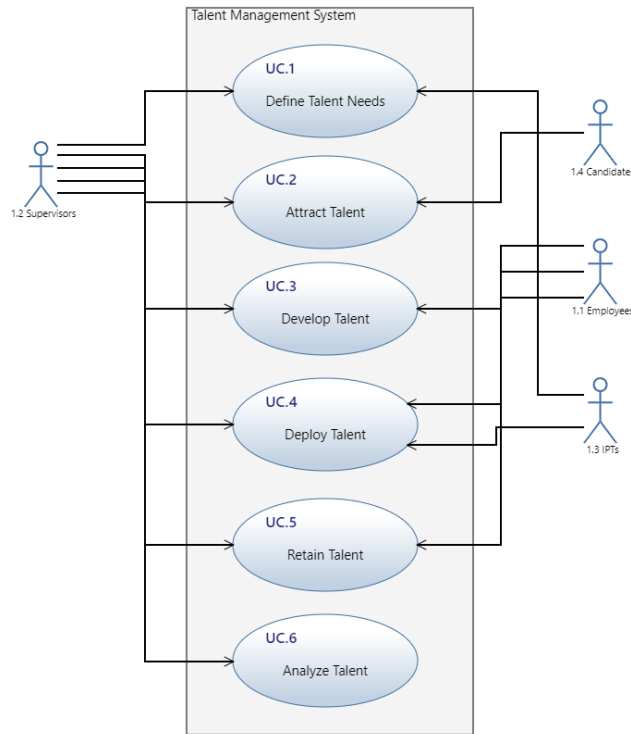 Talent Management System
UC.1
Define Talent Needs
1.4 Candidates
UC.2
Attract Talent
1.2 Supervisors
UC.3
Develop Talent
1.1 Employees
UC.4
Deploy Talent
1.3 IPTs
UC.5
Retain Talent
UC.6
Analyze Talent